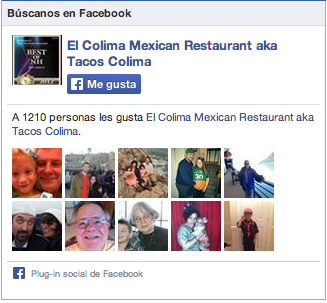 Búscanos en Facebook
BEST OF
NH
2012
El Colima Mexican Restaurant aka
Tacos Colima
Me gusta
A 1210 personas les gusta El Colima Mexican Restaurant aka
Tacos Colima.
Plug-in social de Facebook